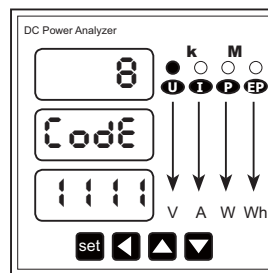 DC Power Analyzer
8
k M
U I P EP
CodE
1111
V A W Wh
set